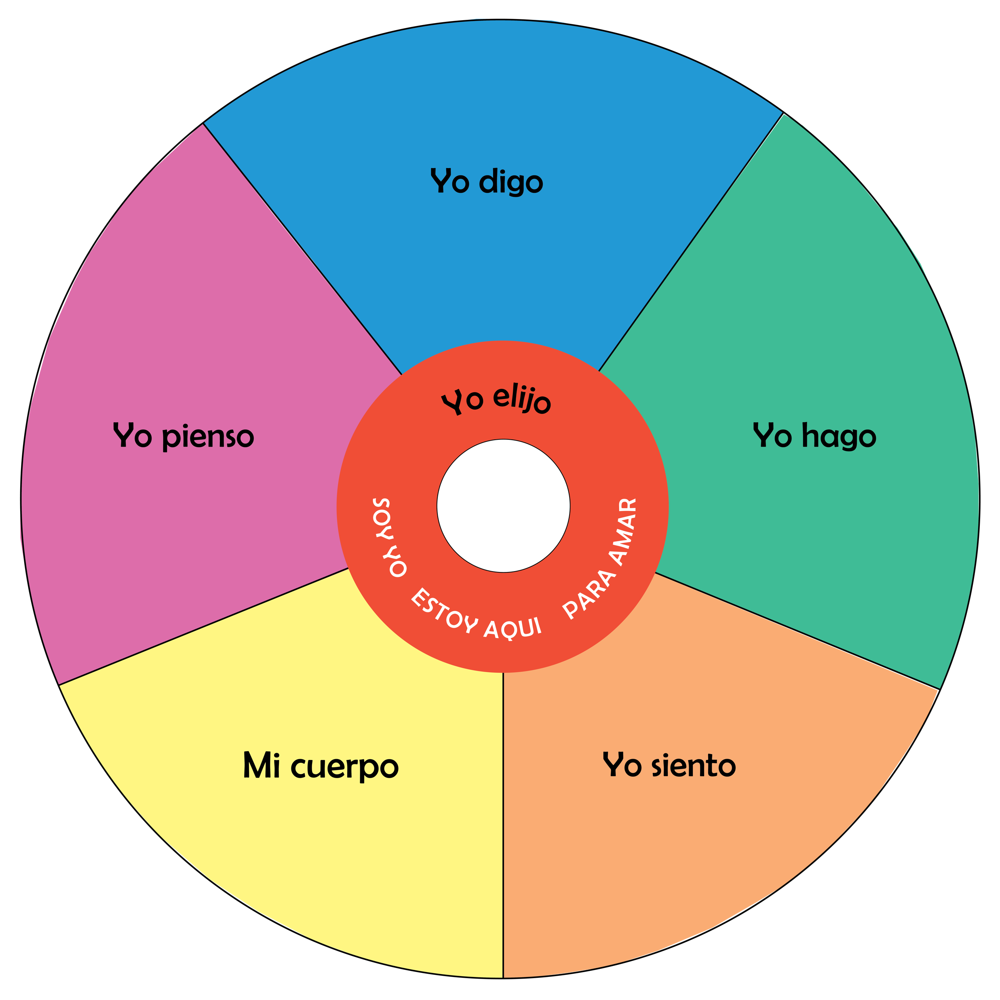 Yo digo
Yo elijo
Yo pienso
Yo hago
SOY YO ESTOY AQUI PARA AMAR
Mi cuerpo
Yo siento